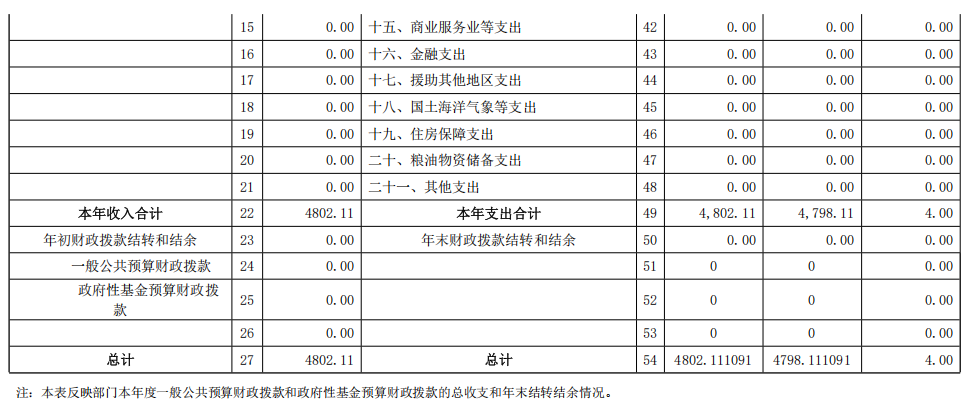 15 0.00 十五、商业服务业等支出 42 0.00 0.00 0.00
16 0.00 十六、金融支出 43 0.00 0.00 0.00
17 0.00 十七、援助其他地区支出 44 0.00 0.00 0.00
18 0.00 十八、国土海洋气象等支出 45 0.00 0.00 0.00
19 0.00 十九、住房保障支出 46 0.00 0.00 0.00
20 0.00 二十、粮油物资储备支出 47 0.00 0.00 0.00
21 0.00 二十一、其他支出 48 0.00 0.00 0.00
本年收入合计 22 4802.11 本年支出合计 49 4,802.11 4,798.11 4.00
年初财政拨款结转和结余 23 0.00 年末财政拨款结转和结余 50 0.00 0.00 0.00
一般公共预算财政拨款 24 0.00 51 0 0 0.00
政府性基金预算财政拨
款 25 0.00 52 0 0 0.00
26 0.00 53 0 0 0.00
总计 27 4802.11 总计 54 4802.111091 4798.111091 4.00
注：本表反映部门本年度一般公共预算财政拨款和政府性基金预算财政拨款的总收支和年末结转结余情况。